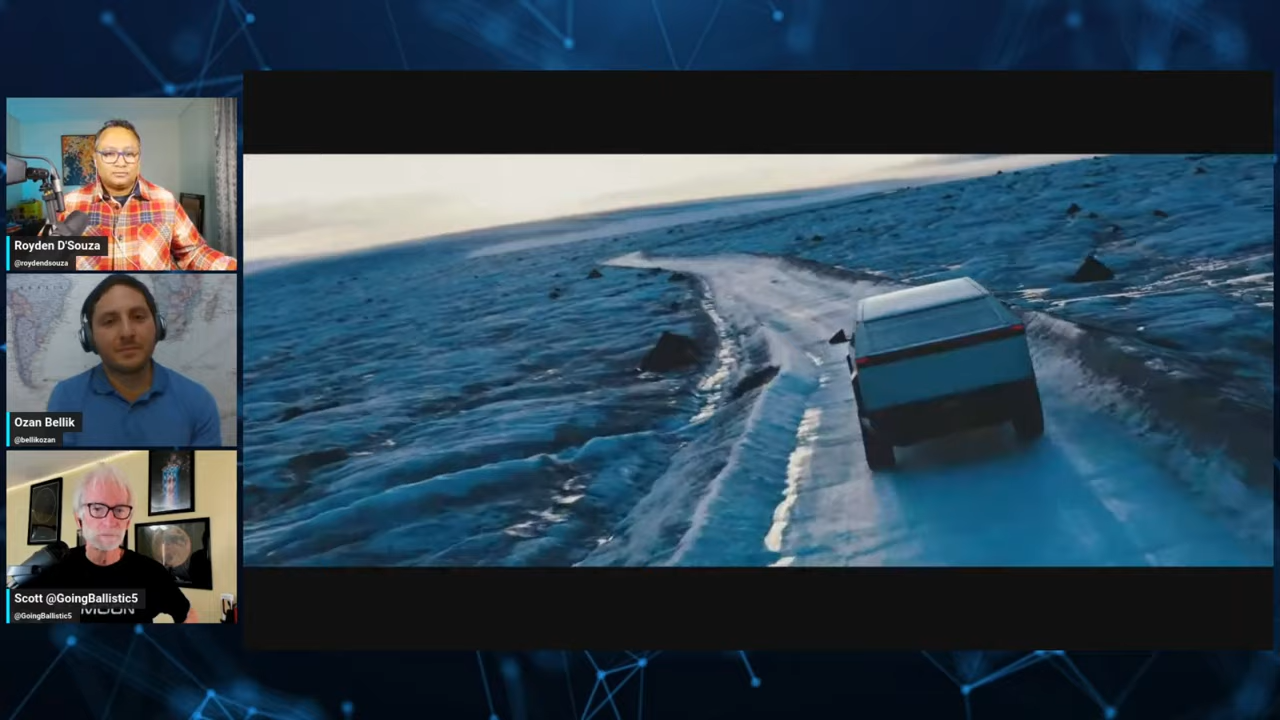 Royden D'Souza
@roydendsouza
Ozan Bellik
@bellikozan
Scott @GoingBallistic5
@GoingBallistic5
MOON